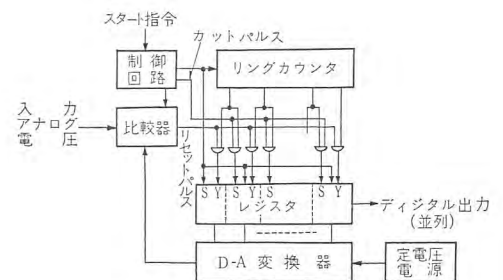 スタート指令
カットパルス
制御
回路
リングカウンタ
入力
アナログ
電圧
比較器
リセットパルス
S Y S Y S S Y
レジスタ
ディジタル出力
(並列)
D-A 変換器
定電圧
電源